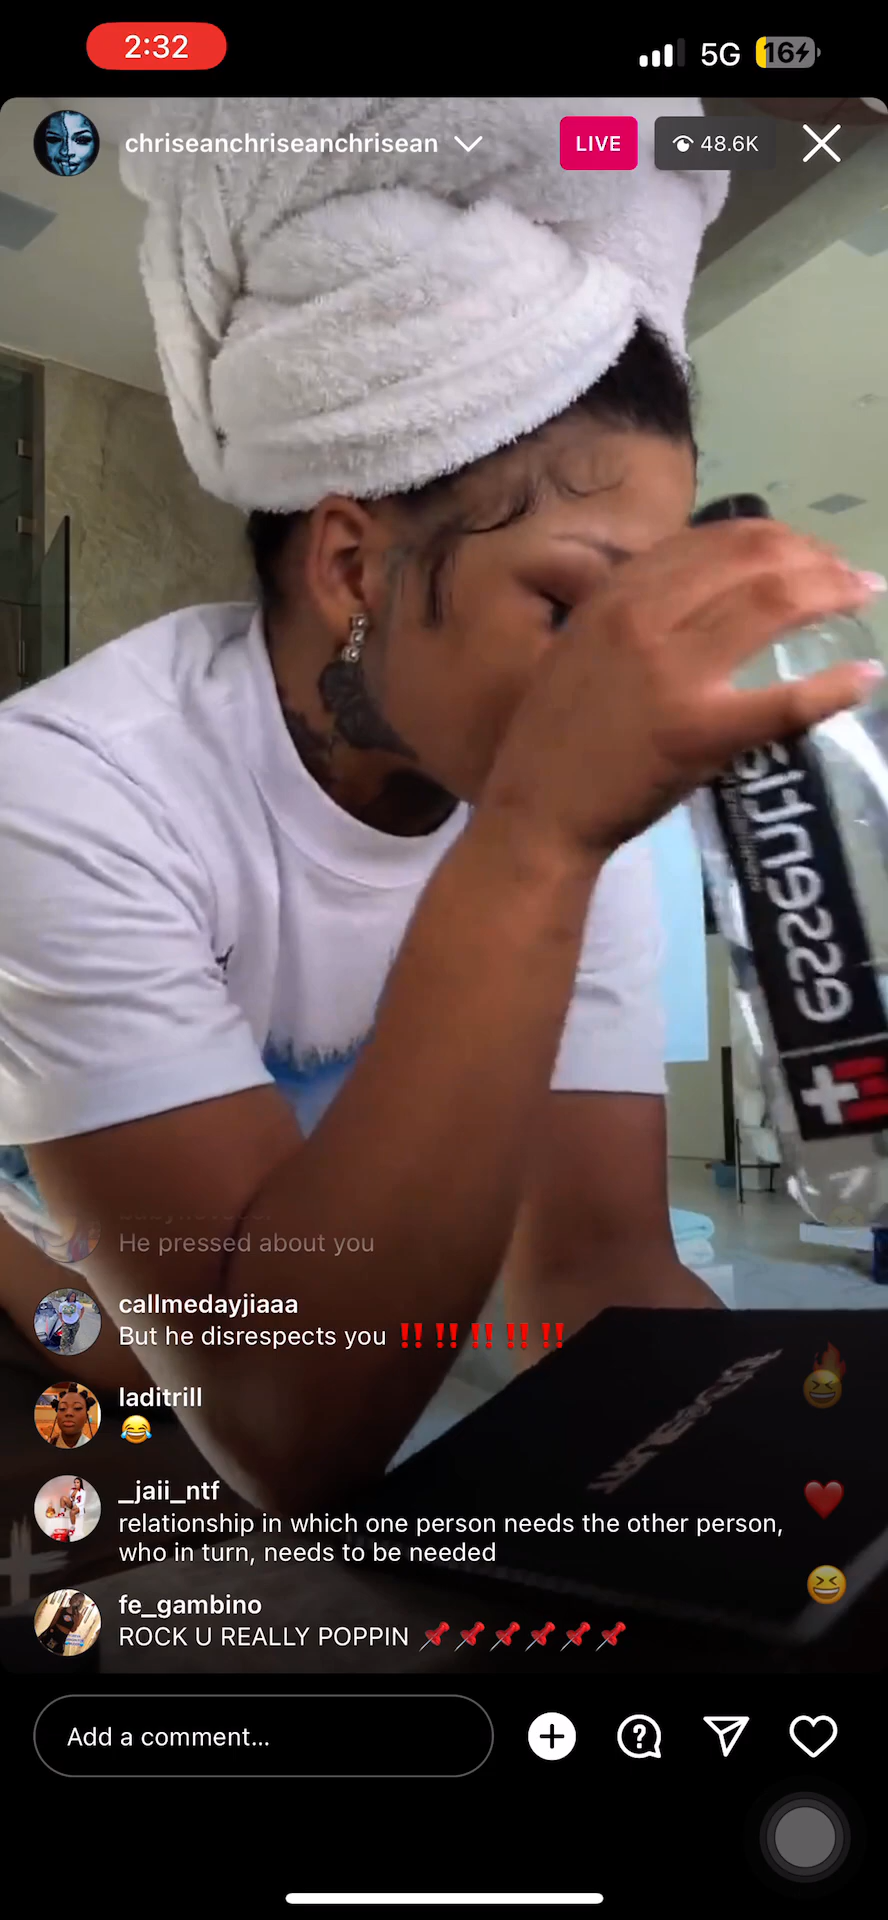 2:32
5G
16
chriseanchriseanchrisean
LIVE
48.6K
essentia
He pressed about you
callmedayjiaaa
But he disrespects you ‼️ ‼️ ‼️ ‼️ ‼️
laditrill
😂
_jaii_ntf
relationship in which one person needs the other person,
who in turn, needs to be needed
fe_gambino
ROCK U REALLY POPPIN 📌📌📌📌📌📌
Add a comment...